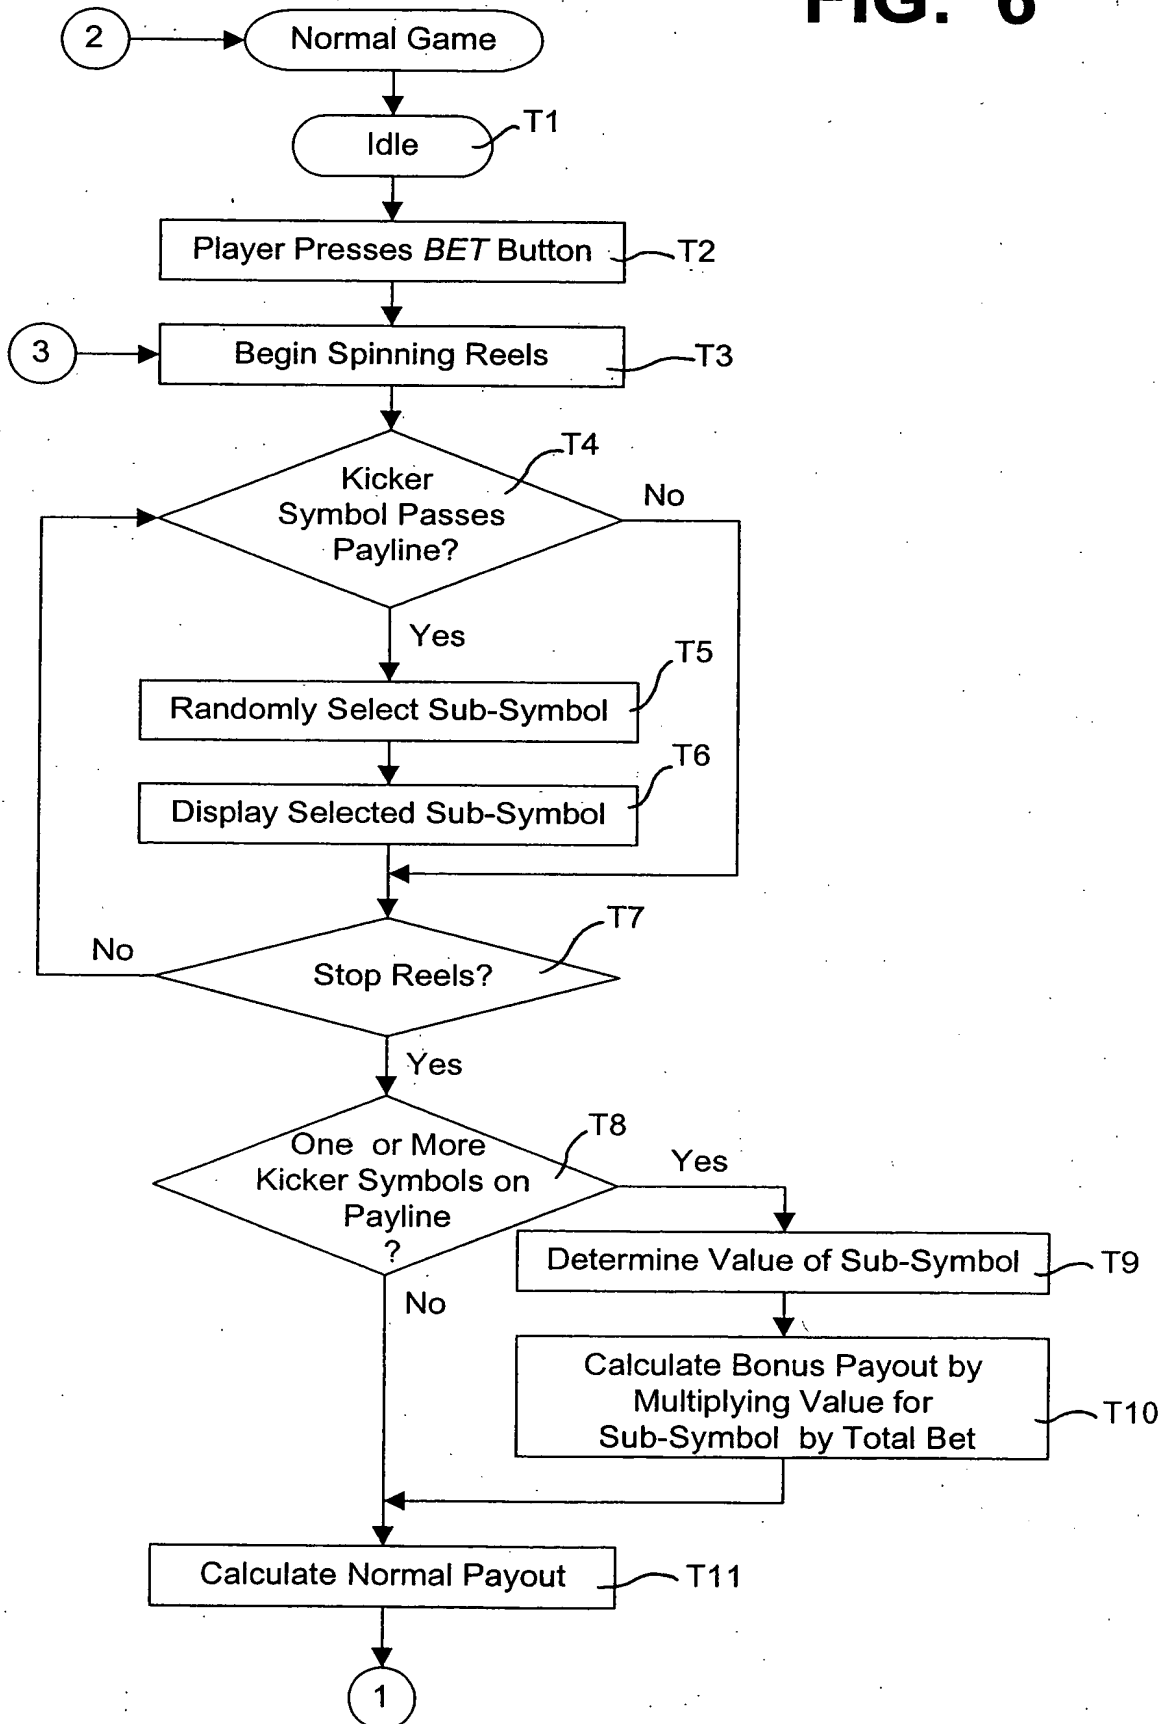 FIG. 6
2
Normal Game
T1
Idle
Player Presses BET Button
T2
3
Begin Spinning Reels
T3
T4
Kicker
Symbol Passes
Payline?
No
Yes
T5
Randomly Select Sub-Symbol
T6
Display Selected Sub-Symbol
T7
No
Stop Reels?
Yes
T8
One or More
Kicker Symbols on
Payline
?
Yes
Determine Value of Sub-Symbol
T9
No
Calculate Bonus Payout by
Multiplying Value for
Sub-Symbol by Total Bet
T10
Calculate Normal Payout
T11
1